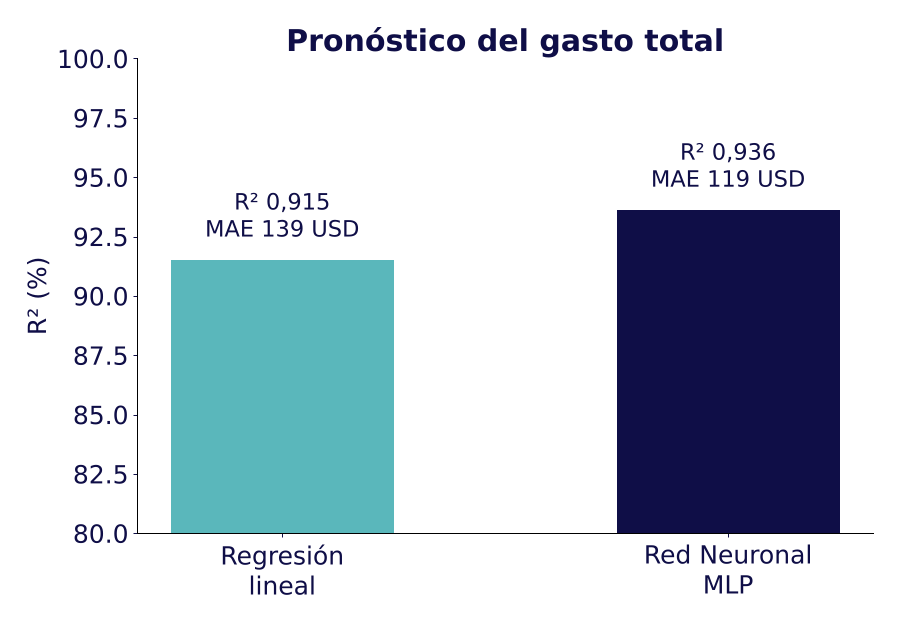 Pronóstico del gasto total
R² (%)
100.0
97.5
95.0
92.5
90.0
87.5
85.0
82.5
80.0
R² 0,915
MAE 139 USD
R² 0,936
MAE 119 USD
Regresión
lineal
Red Neuronal
MLP